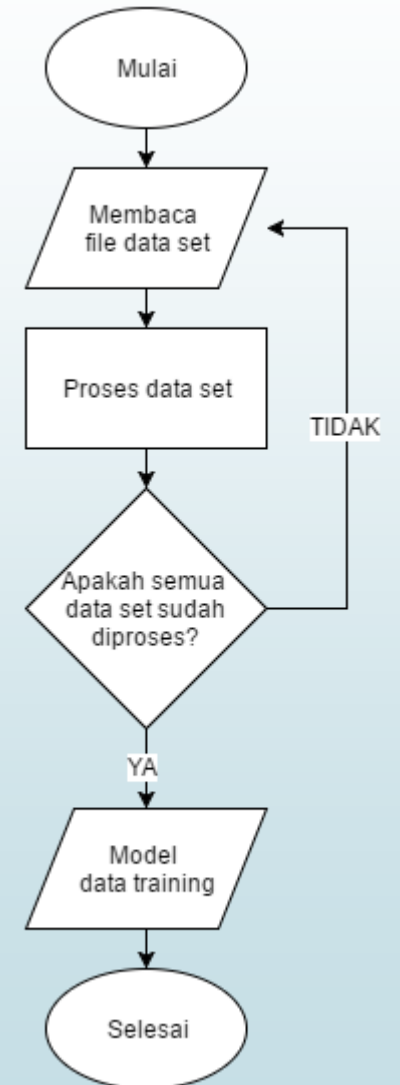 Mulai
Membaca
file data set
Proses data set
TIDAK
Apakah semua
data set sudah
diproses?
YA
Model
data training
Selesai